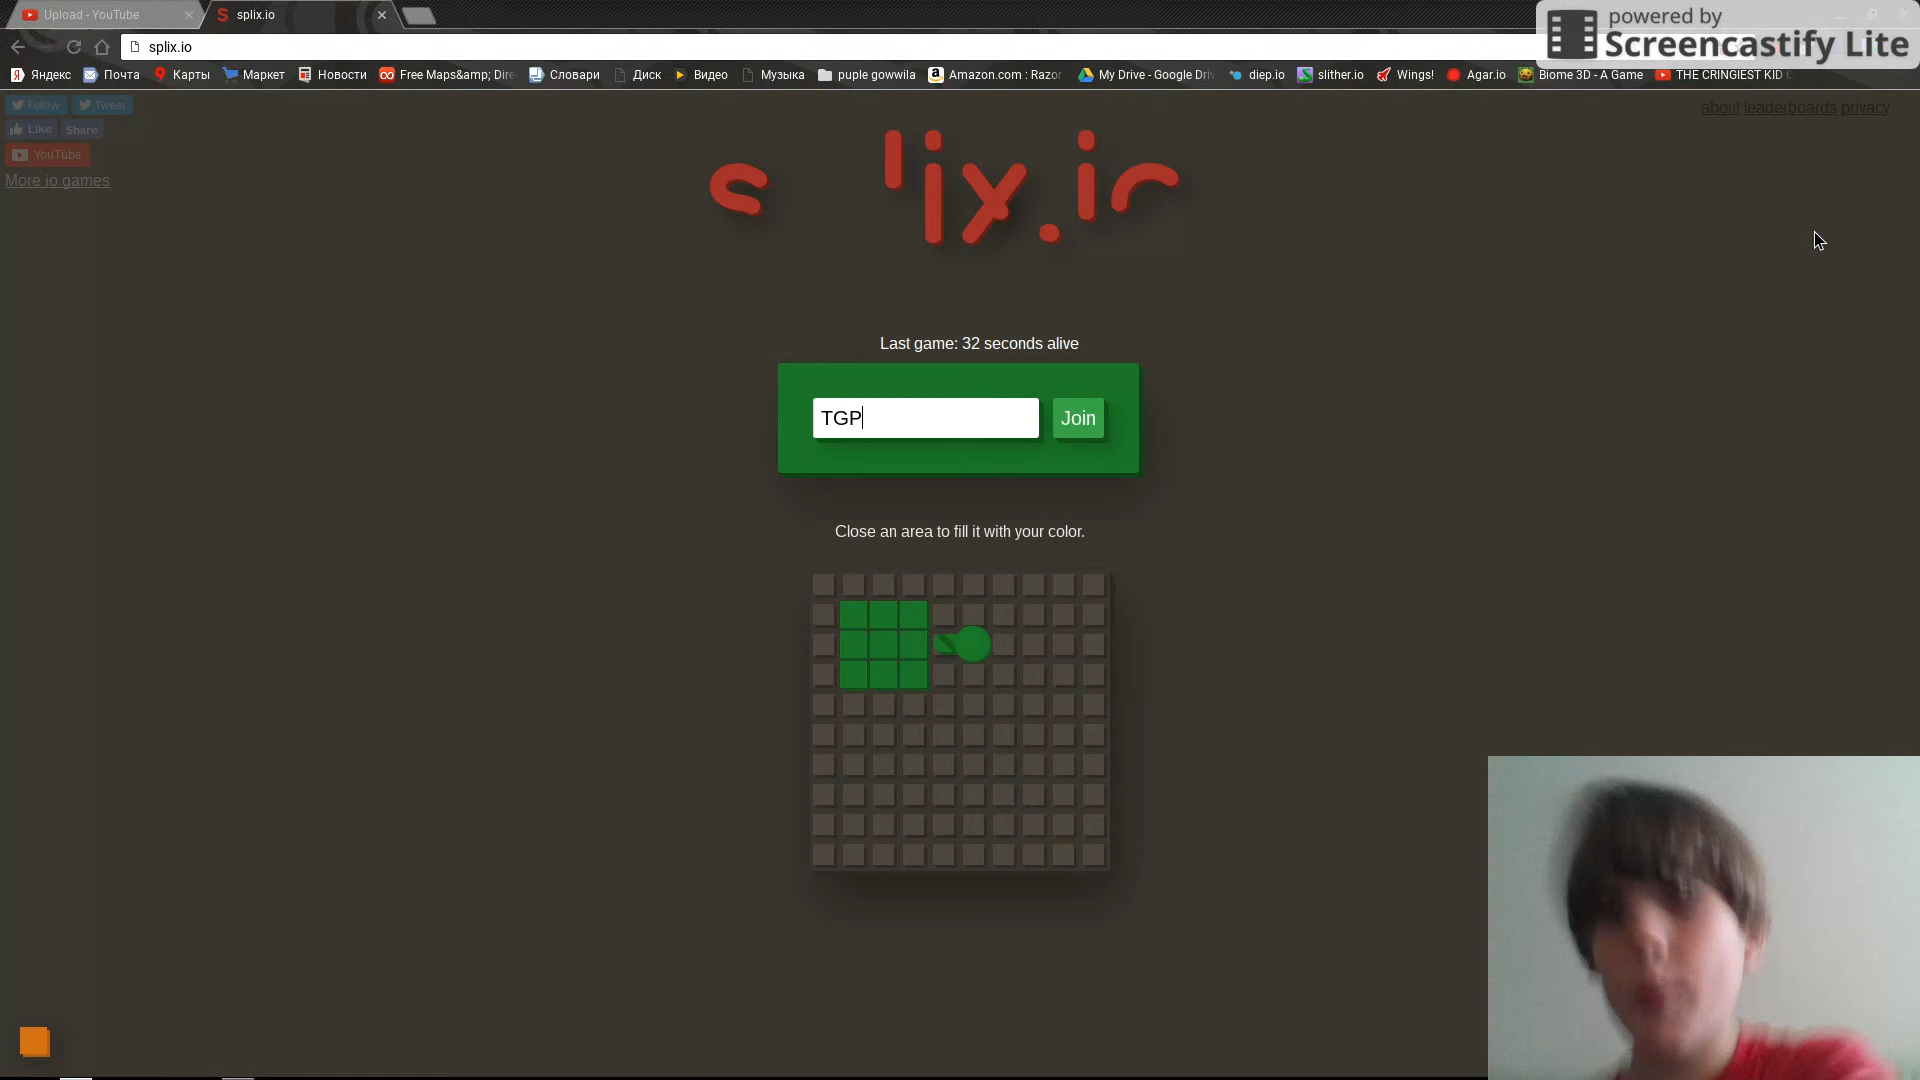 Upload - YouTube
splix.io
powered by
Screencastify Lite
splix.io
Яндекс Почта Карты Маркет Новости Free Maps&amp; Dire Словари Диск Видео Музыка puple gowwila Amazon.com : Razor My Drive - Google Driv diep.io slither.io Wings! Agar.io Biome 3D - A Game THE CRINGIEST KID
Follow Tweet
Like Share
YouTube
More io games
about leaderboards privacy
s lix.io
Last game: 32 seconds alive
TGP
Join
Close an area to fill it with your color.